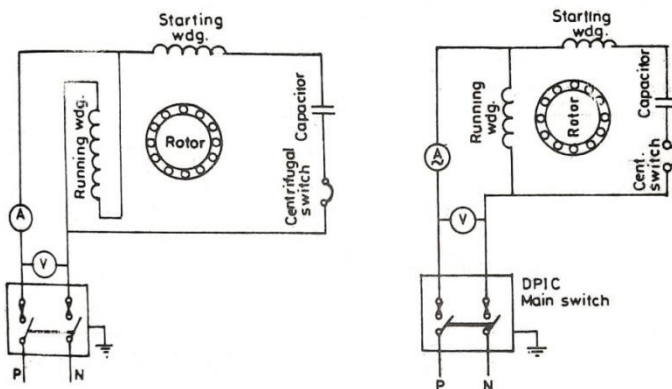 Starting
wdg.
Running wdg.
Rotor
Capacitor
Centrifugal
switch
A
V
P N
Starting
wdg.
Running
wdg.
Rotor
Capacitor
Cent.
switch
A
V
DPIC
Main switch
P N